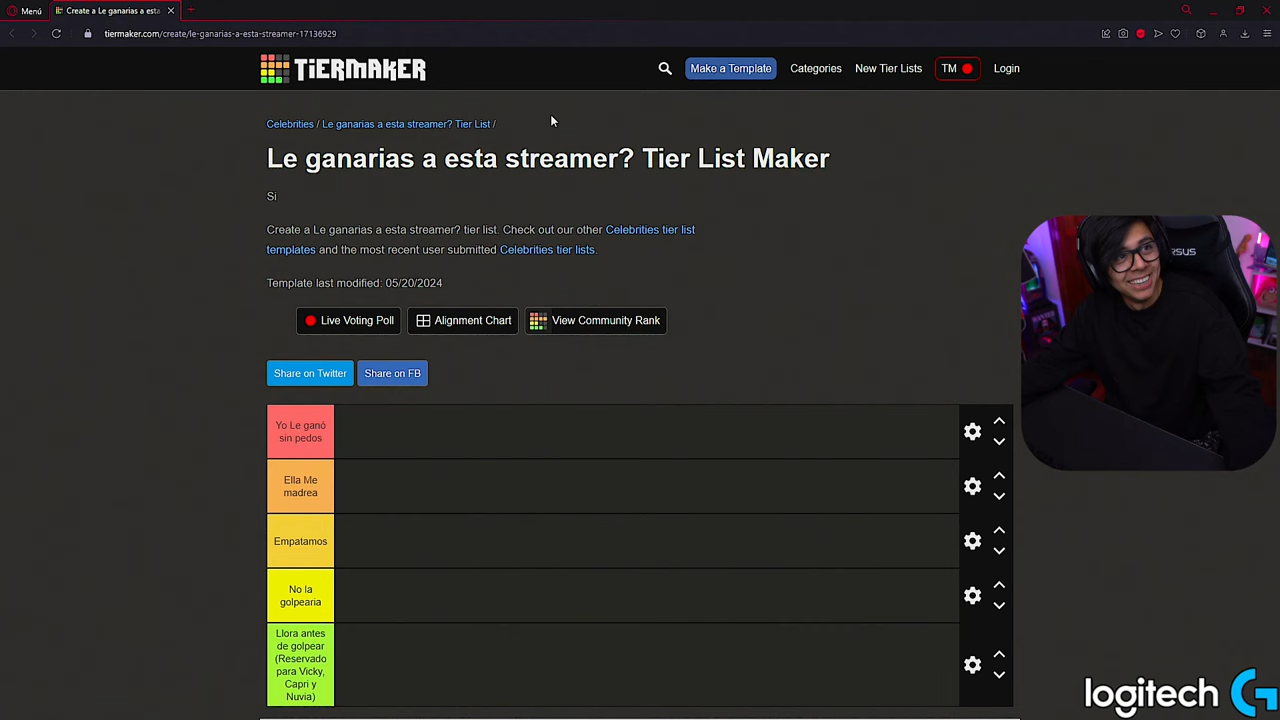 Menú
Create a Le ganarias a esta
tiermaker.com/create/le-ganarias-a-esta-streamer-17136929
TiERMAKER
Make a Template
Categories
New Tier Lists
TM
Login
Celebrities / Le ganarias a esta streamer? Tier List /
Le ganarias a esta streamer? Tier List Maker
Si
Create a Le ganarias a esta streamer? tier list. Check out our other Celebrities tier list
templates and the most recent user submitted Celebrities tier lists.
Template last modified: 05/20/2024
Live Voting Poll
Alignment Chart
View Community Rank
Share on Twitter
Share on FB
Yo Le ganó
sin pedos
Ella Me
madrea
Empatamos
No la
golpearia
Llora antes
de golpear
(Reservado
para Vicky,
Capri y
Nuvia)
RSUS
logitech G